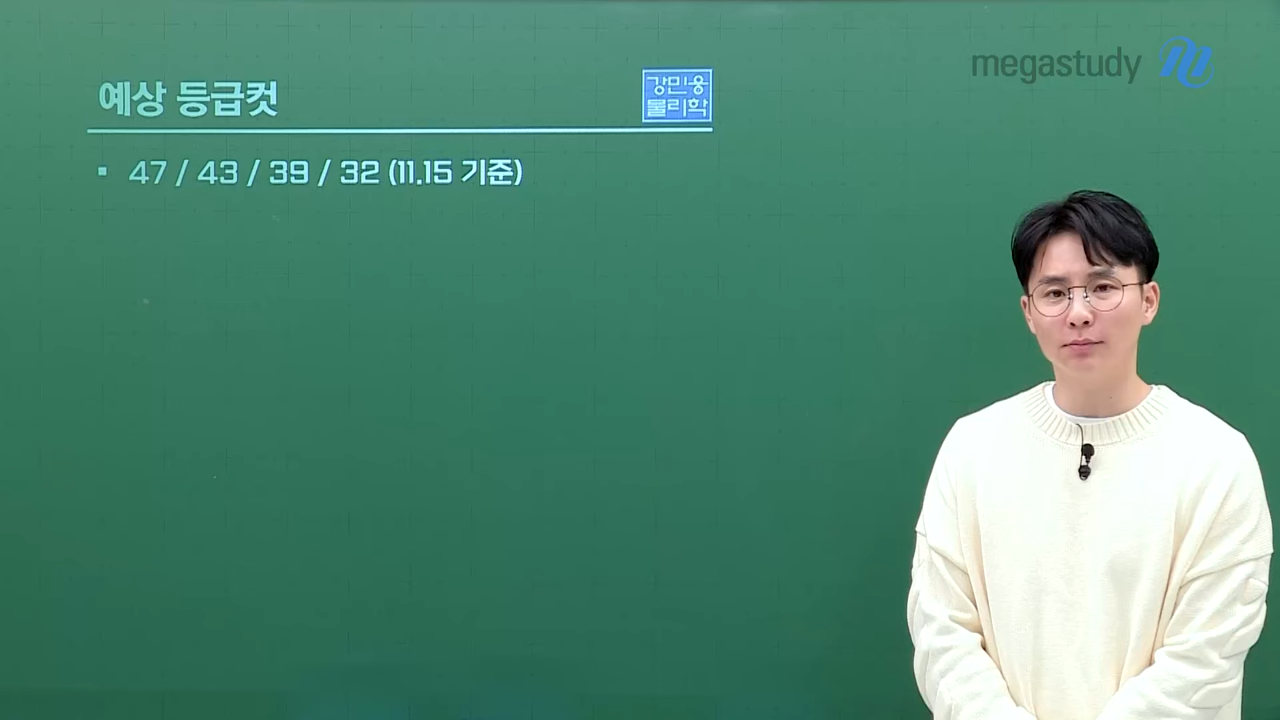 megastudy
예상 등급컷
강민웅
물리학
▪ 47 / 43 / 39 / 32 (11.15 기준)